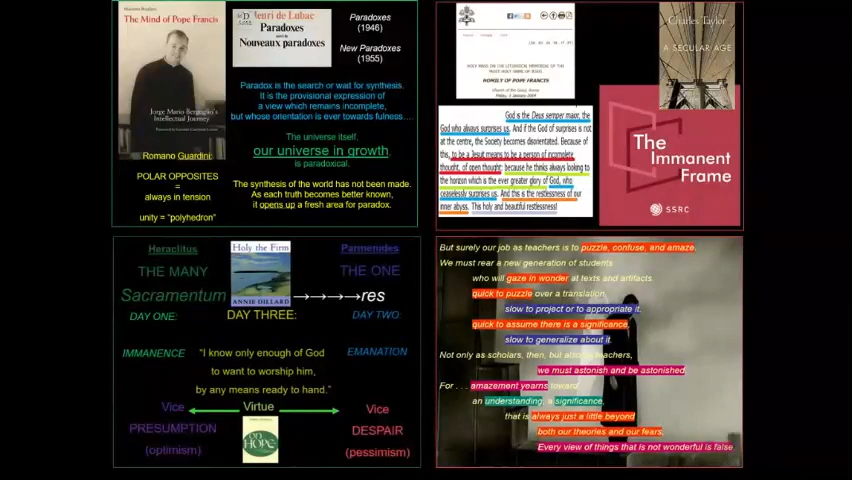 The Mind of Pope Francis
Jorge Mario Bergoglio's
Intellectual Journey
Romano Guardini:
POLAR OPPOSITES
=
always in tension
unity = "polyhedron"
Henri de Lubac
Paradoxes
Nouveaux paradoxes
Paradoxes
(1946)
New Paradoxes
(1955)
Paradox is the search or wait for synthesis.
It is the provisional expression of
a view which remains incomplete,
but whose orientation is ever towards fulness....
The universe itself,
our universe in growth,
is paradoxical.
The synthesis of the world has not been made.
As each truth becomes better known,
it opens up a fresh area for paradox.
HOMILY OF POPE FRANCIS
God is the Deus semper maior, the
God who always surprises us. And if the God of surprises is not
at the centre, the Society becomes disorientated. Because of
this, to be a Jesuit means to be a person of incomplete
thought, of open thought: because he thinks always looking to
the horizon which is the ever greater glory of God, who
ceaselessly surprises us. And this is the restlessness of our
inner abyss. This holy and beautiful restlessness!
Charles Taylor
A SECULAR AGE
The
Immanent
Frame
SSRC
Heraclitus
THE MANY
Sacramentum
DAY ONE:
IMMANENCE
Holy the Firm
ANNIE DILLARD
DAY THREE:
Parmenides
THE ONE
→→→→res
DAY TWO:
EMANATION
"I know only enough of God
to want to worship him,
by any means ready to hand."
Vice
PRESUMPTION
(optimism)
Virtue
ON
HOPE
Vice
DESPAIR
(pessimism)
But surely our job as teachers is to puzzle, confuse, and amaze.
We must rear a new generation of students
who will gaze in wonder at texts and artifacts,
quick to puzzle over a translation,
slow to project or to appropriate it,
quick to assume there is a significance,
slow to generalize about it.
Not only as scholars, then, but also as teachers,
we must astonish and be astonished.
For . . . amazement yearns toward
an understanding, a significance,
that is always just a little beyond
both our theories and our fears.
Every view of things that is not wonderful is false.